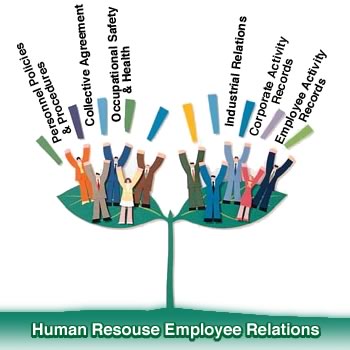 Personnel Policies
& Procedures
Collective Agreement
Occupational Safety
& Health
Industrial Relations
Corporate Activity
Records
Employee Activity
Records
Human Resouse Employee Relations